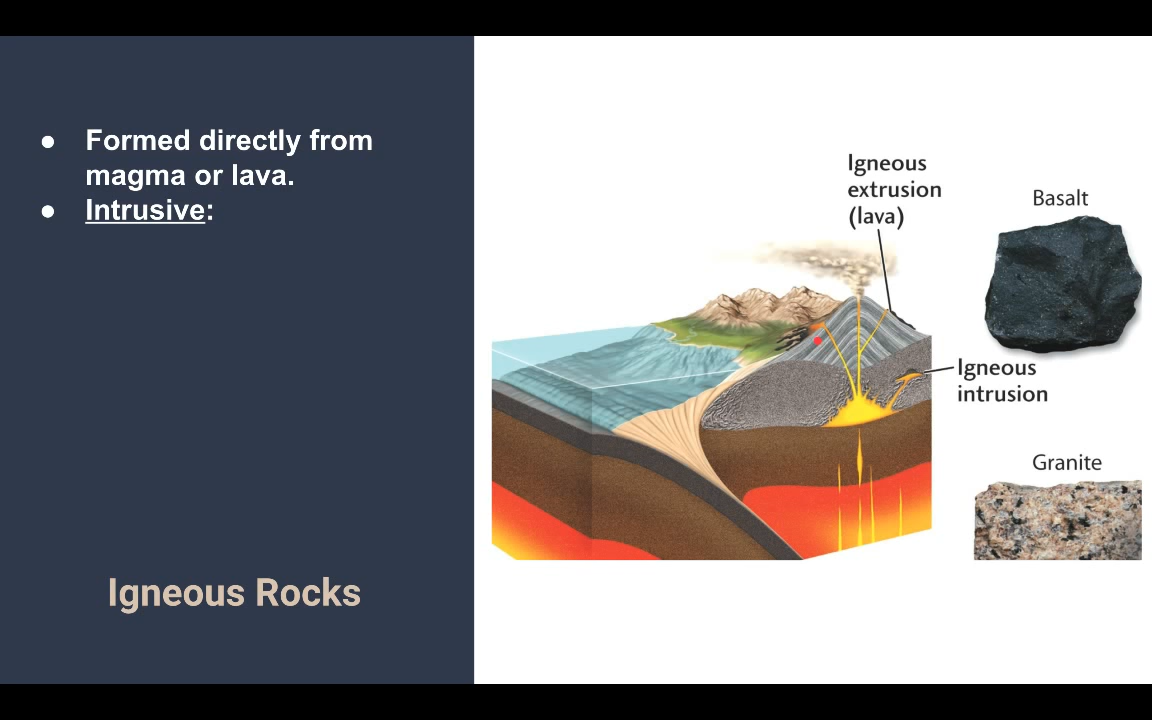 ● Formed directly from
magma or lava.
● Intrusive:
Igneous Rocks
Igneous
extrusion
(lava)
Basalt
Igneous
intrusion
Granite